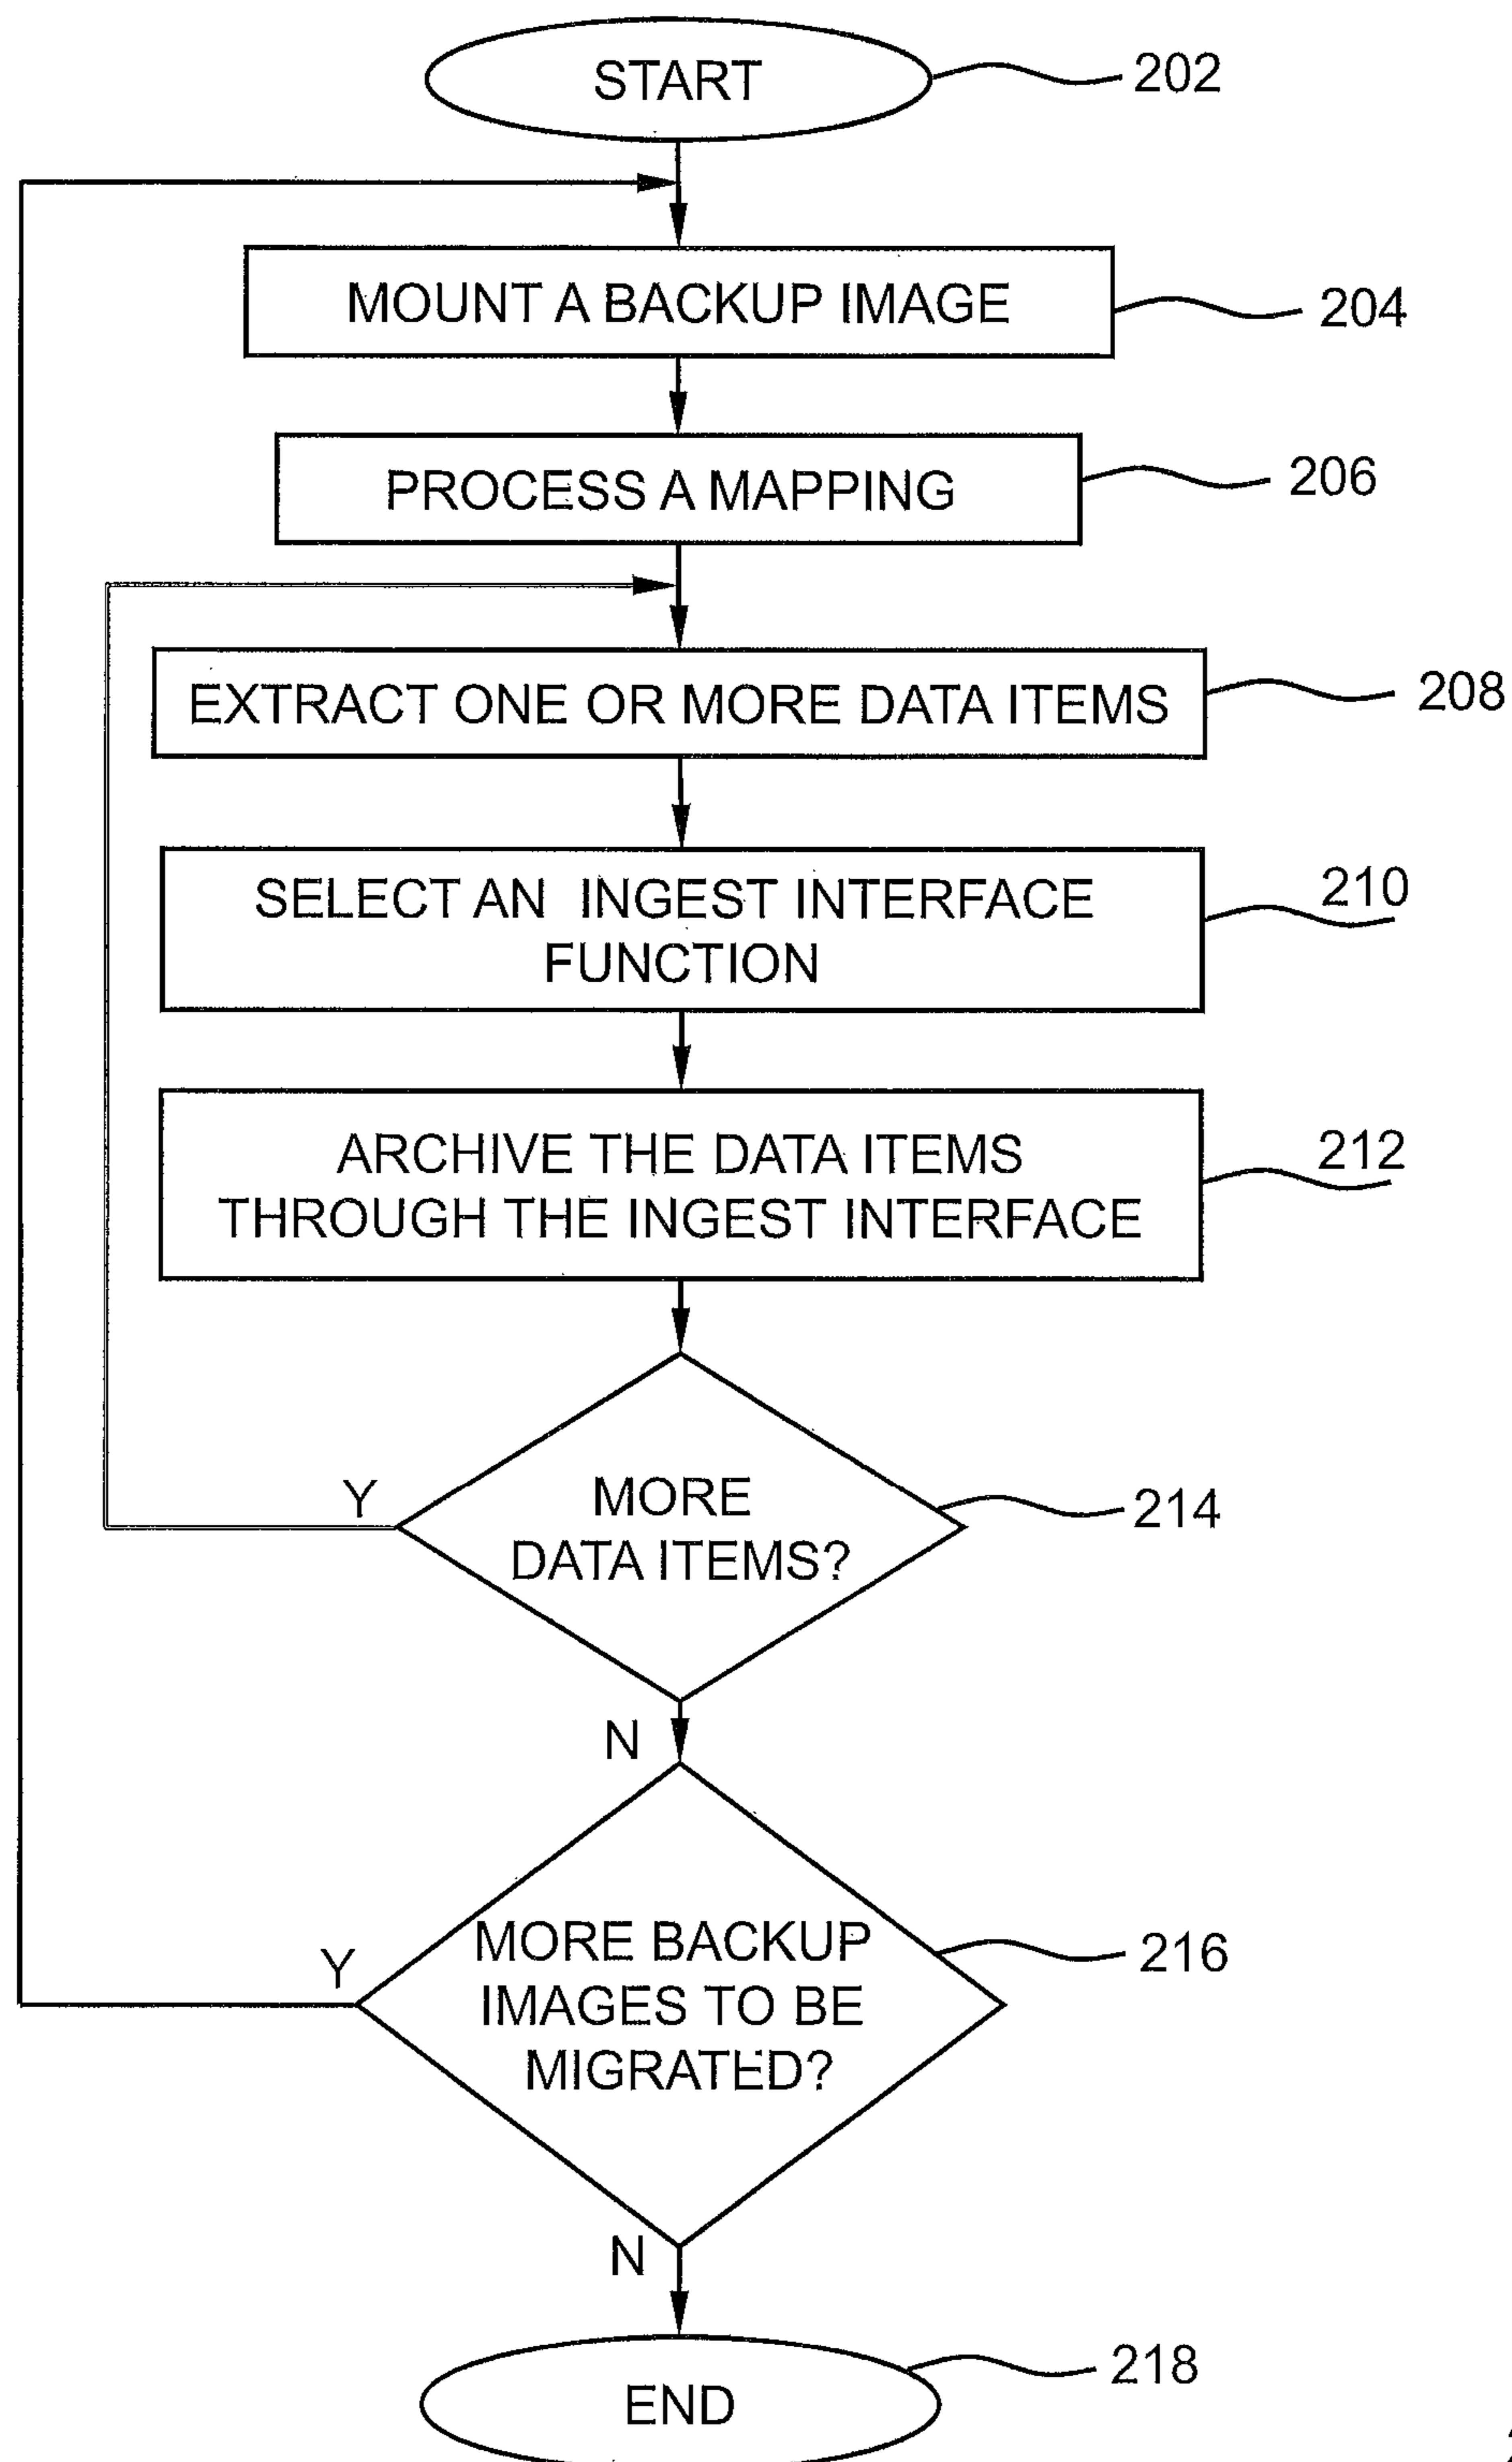 START
202
MOUNT A BACKUP IMAGE
204
PROCESS A MAPPING
206
EXTRACT ONE OR MORE DATA ITEMS
208
SELECT AN INGEST INTERFACE
FUNCTION
210
ARCHIVE THE DATA ITEMS
THROUGH THE INGEST INTERFACE
212
Y
MORE
DATA ITEMS?
214
N
Y
MORE BACKUP
IMAGES TO BE
MIGRATED?
216
N
END
218